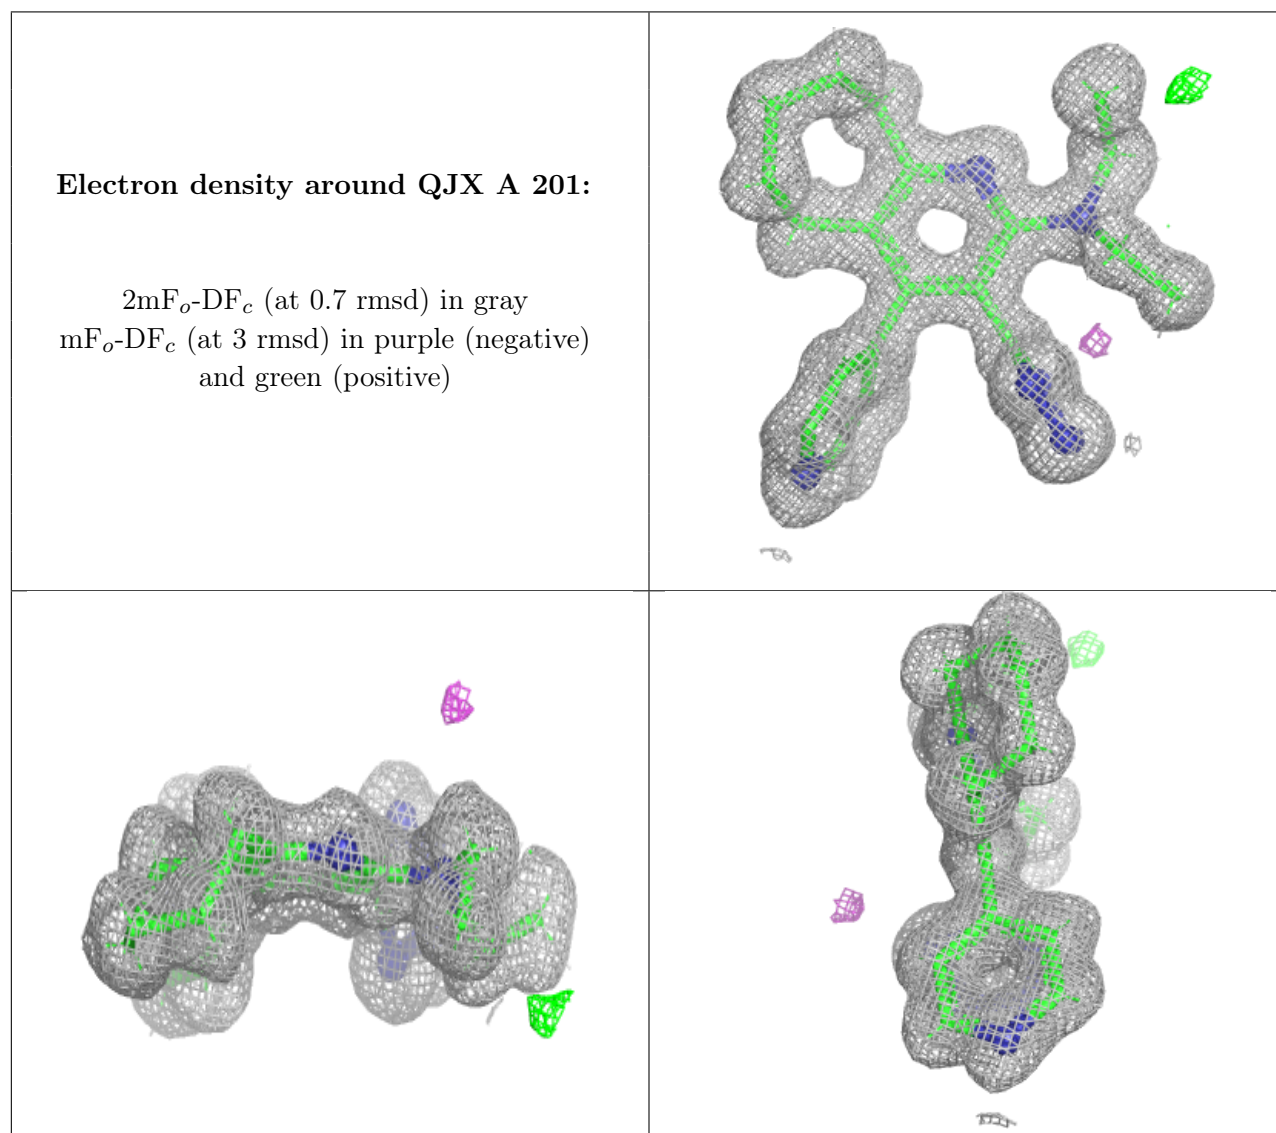 Electron density around QJX A 201:
2mFo-DFc (at 0.7 rmsd) in gray
mFo-DFc (at 3 rmsd) in purple (negative)
and green (positive)